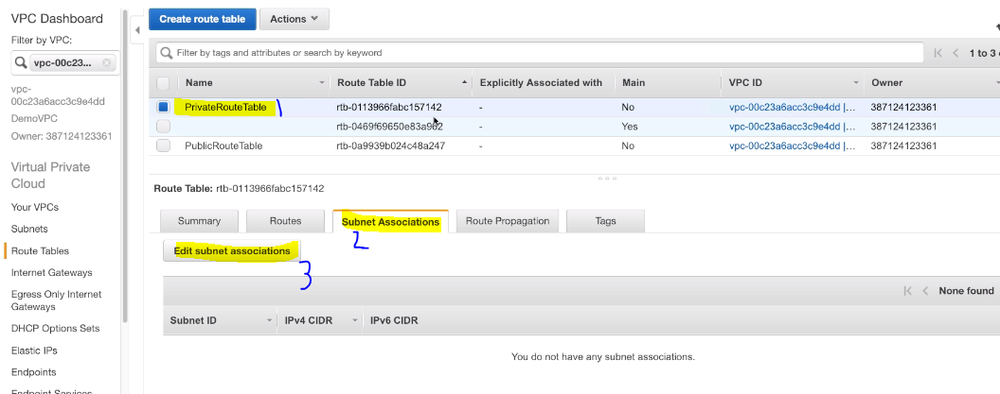 VPC Dashboard
Filter by VPC:
vpc-00c23...
vpc-
00c23a6acc3c9e4dd
DemoVPC
Owner: 387124123361
Virtual Private
Cloud
Your VPCs
Subnets
Route Tables
Internet Gateways
Egress Only Internet
Gateways
DHCP Options Sets
Elastic IPs
Endpoints
Endpoint Services
Create route table Actions
Filter by tags and attributes or search by keyword
1 to 3
Name Route Table ID Explicitly Associated with Main VPC ID Owner
PrivateRouteTable 1 rtb-0113966fabc157142 - No vpc-00c23a6acc3c9e4dd |... 387124123361
rtb-0469f69650e83a962 - Yes vpc-00c23a6acc3c9e4dd |... 387124123361
PublicRouteTable rtb-0a9939b024c48a247 - No vpc-00c23a6acc3c9e4dd |... 387124123361
Route Table: rtb-0113966fabc157142
Summary Routes Subnet Associations Route Propagation Tags
2
Edit subnet associations
3
None found
Subnet ID IPv4 CIDR IPv6 CIDR
You do not have any subnet associations.